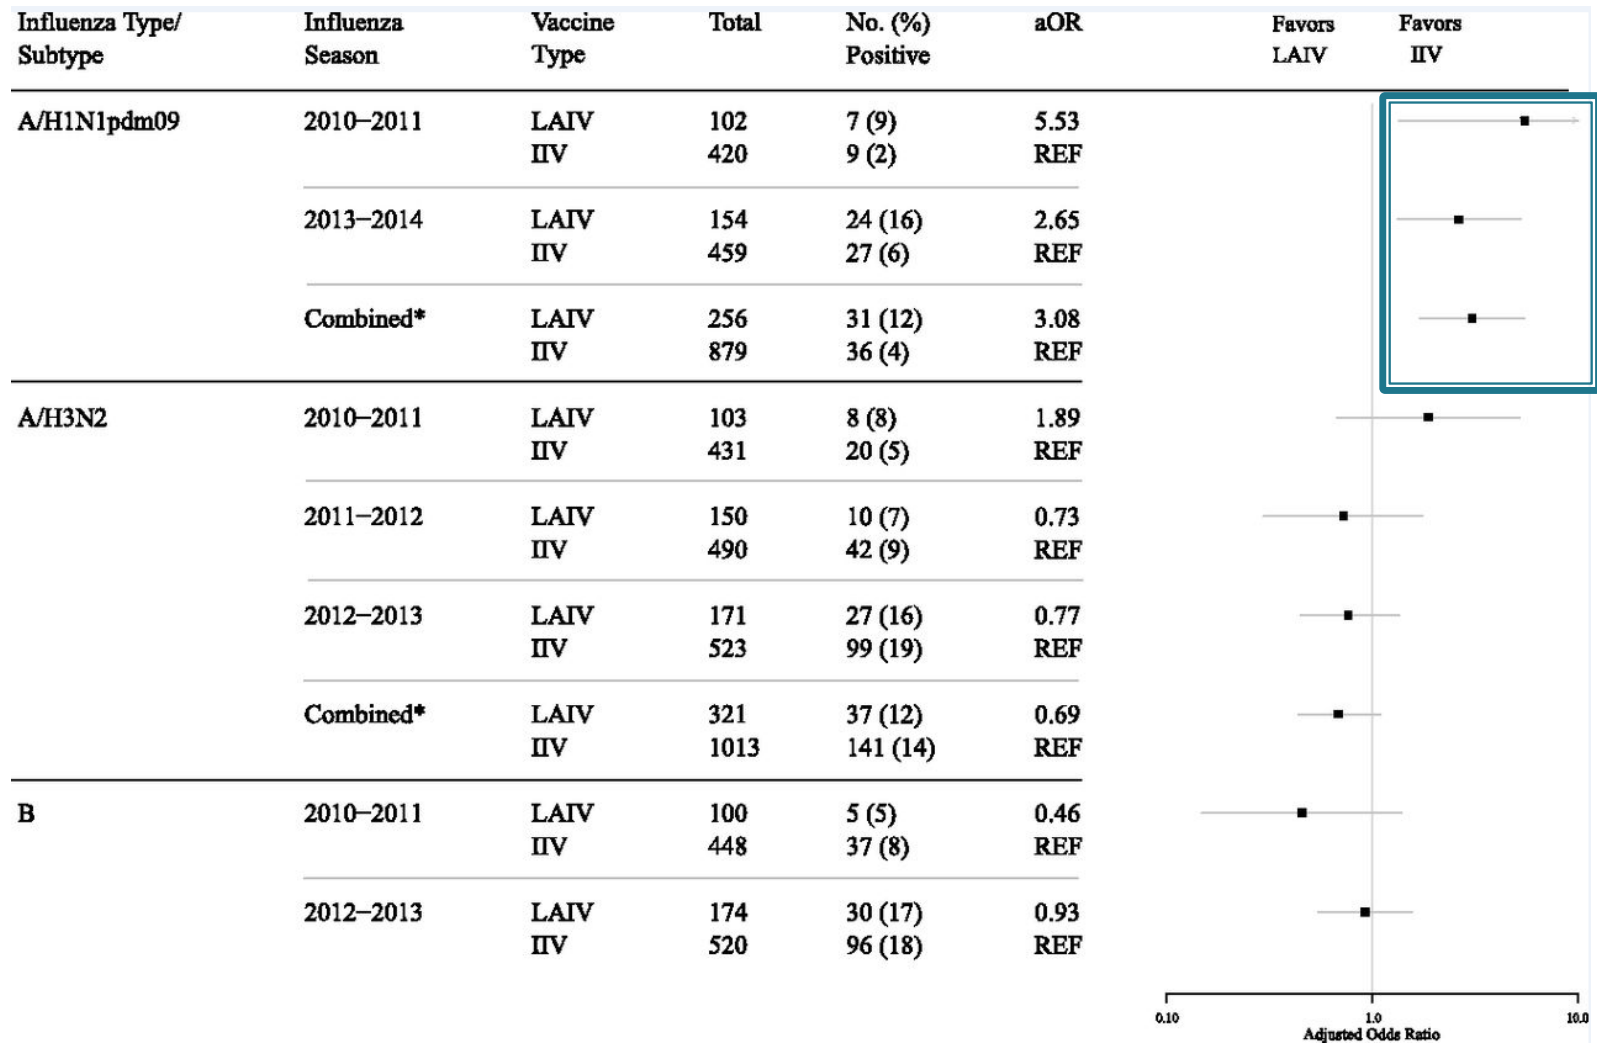 Influenza Type/ Influenza Vaccine Total No. (%) aOR Favors Favors
Subtype Season Type Positive LAIV IIV
A/H1N1pdm09 2010–2011 LAIV 102 7 (9) 5.53
IIV 420 9 (2) REF
2013–2014 LAIV 154 24 (16) 2.65
IIV 459 27 (6) REF
Combined* LAIV 256 31 (12) 3.08
IIV 879 36 (4) REF
A/H3N2 2010–2011 LAIV 103 8 (8) 1.89
IIV 431 20 (5) REF
2011–2012 LAIV 150 10 (7) 0.73
IIV 490 42 (9) REF
2012–2013 LAIV 171 27 (16) 0.77
IIV 523 99 (19) REF
Combined* LAIV 321 37 (12) 0.69
IIV 1013 141 (14) REF
B 2010–2011 LAIV 100 5 (5) 0.46
IIV 448 37 (8) REF
2012–2013 LAIV 174 30 (17) 0.93
IIV 520 96 (18) REF
0.10 1.0 10.0
Adjusted Odds Ratio